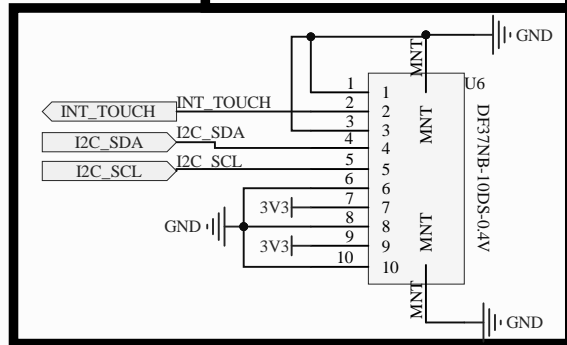 GND
MNT
U6
1 1
INT_TOUCH INT_TOUCH 2 2
3 3
I2C_SDA I2C_SDA 4 4
I2C_SCL I2C_SCL 5 5
6 6
3V3 7 7
GND 8 8
3V3 9 9
10 10
MNT
MNT
DF37NB-10DS-0.4V
MNT
GND